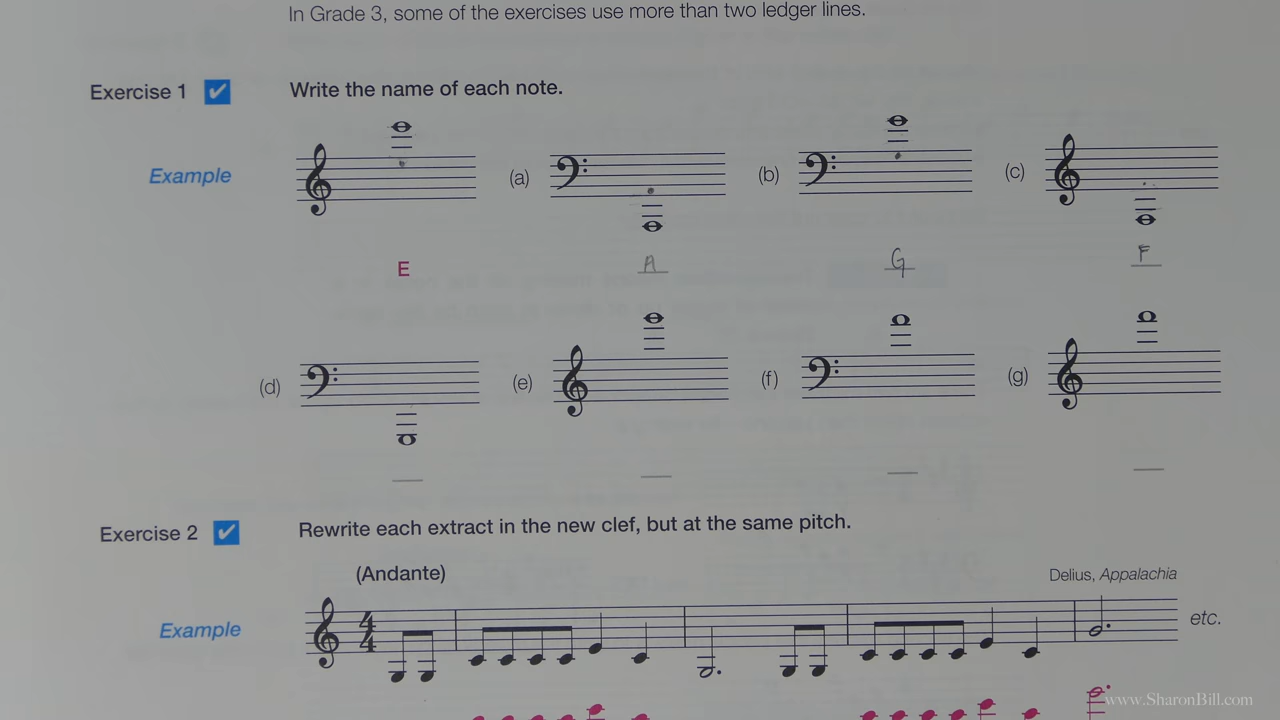 In Grade 3, some of the exercises use more than two ledger lines.
Exercise 1 Write the name of each note.
Example (a) (b) (c)
E A G F
(d) (e) (f) (g)
Exercise 2 Rewrite each extract in the new clef, but at the same pitch.
(Andante) Delius, Appalachia
Example 4 4 etc.
www.SharonBill.com